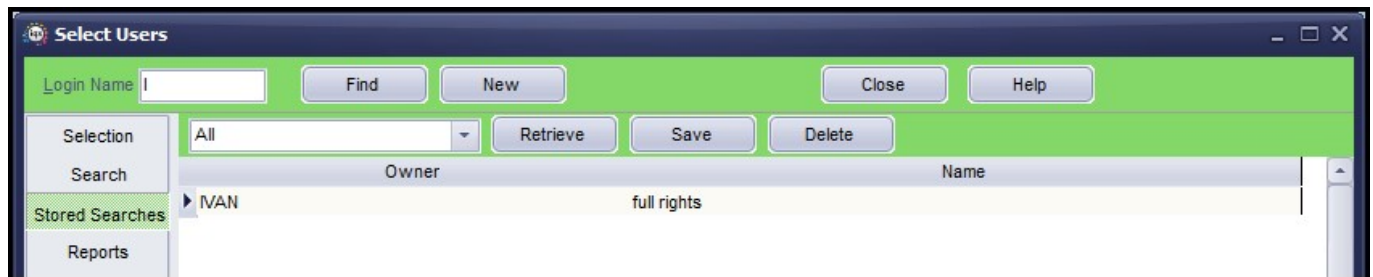 Select Users
Login Name I Find New Close Help
Selection All Retrieve Save Delete
Search Owner Name
Stored Searches IVAN full rights
Reports